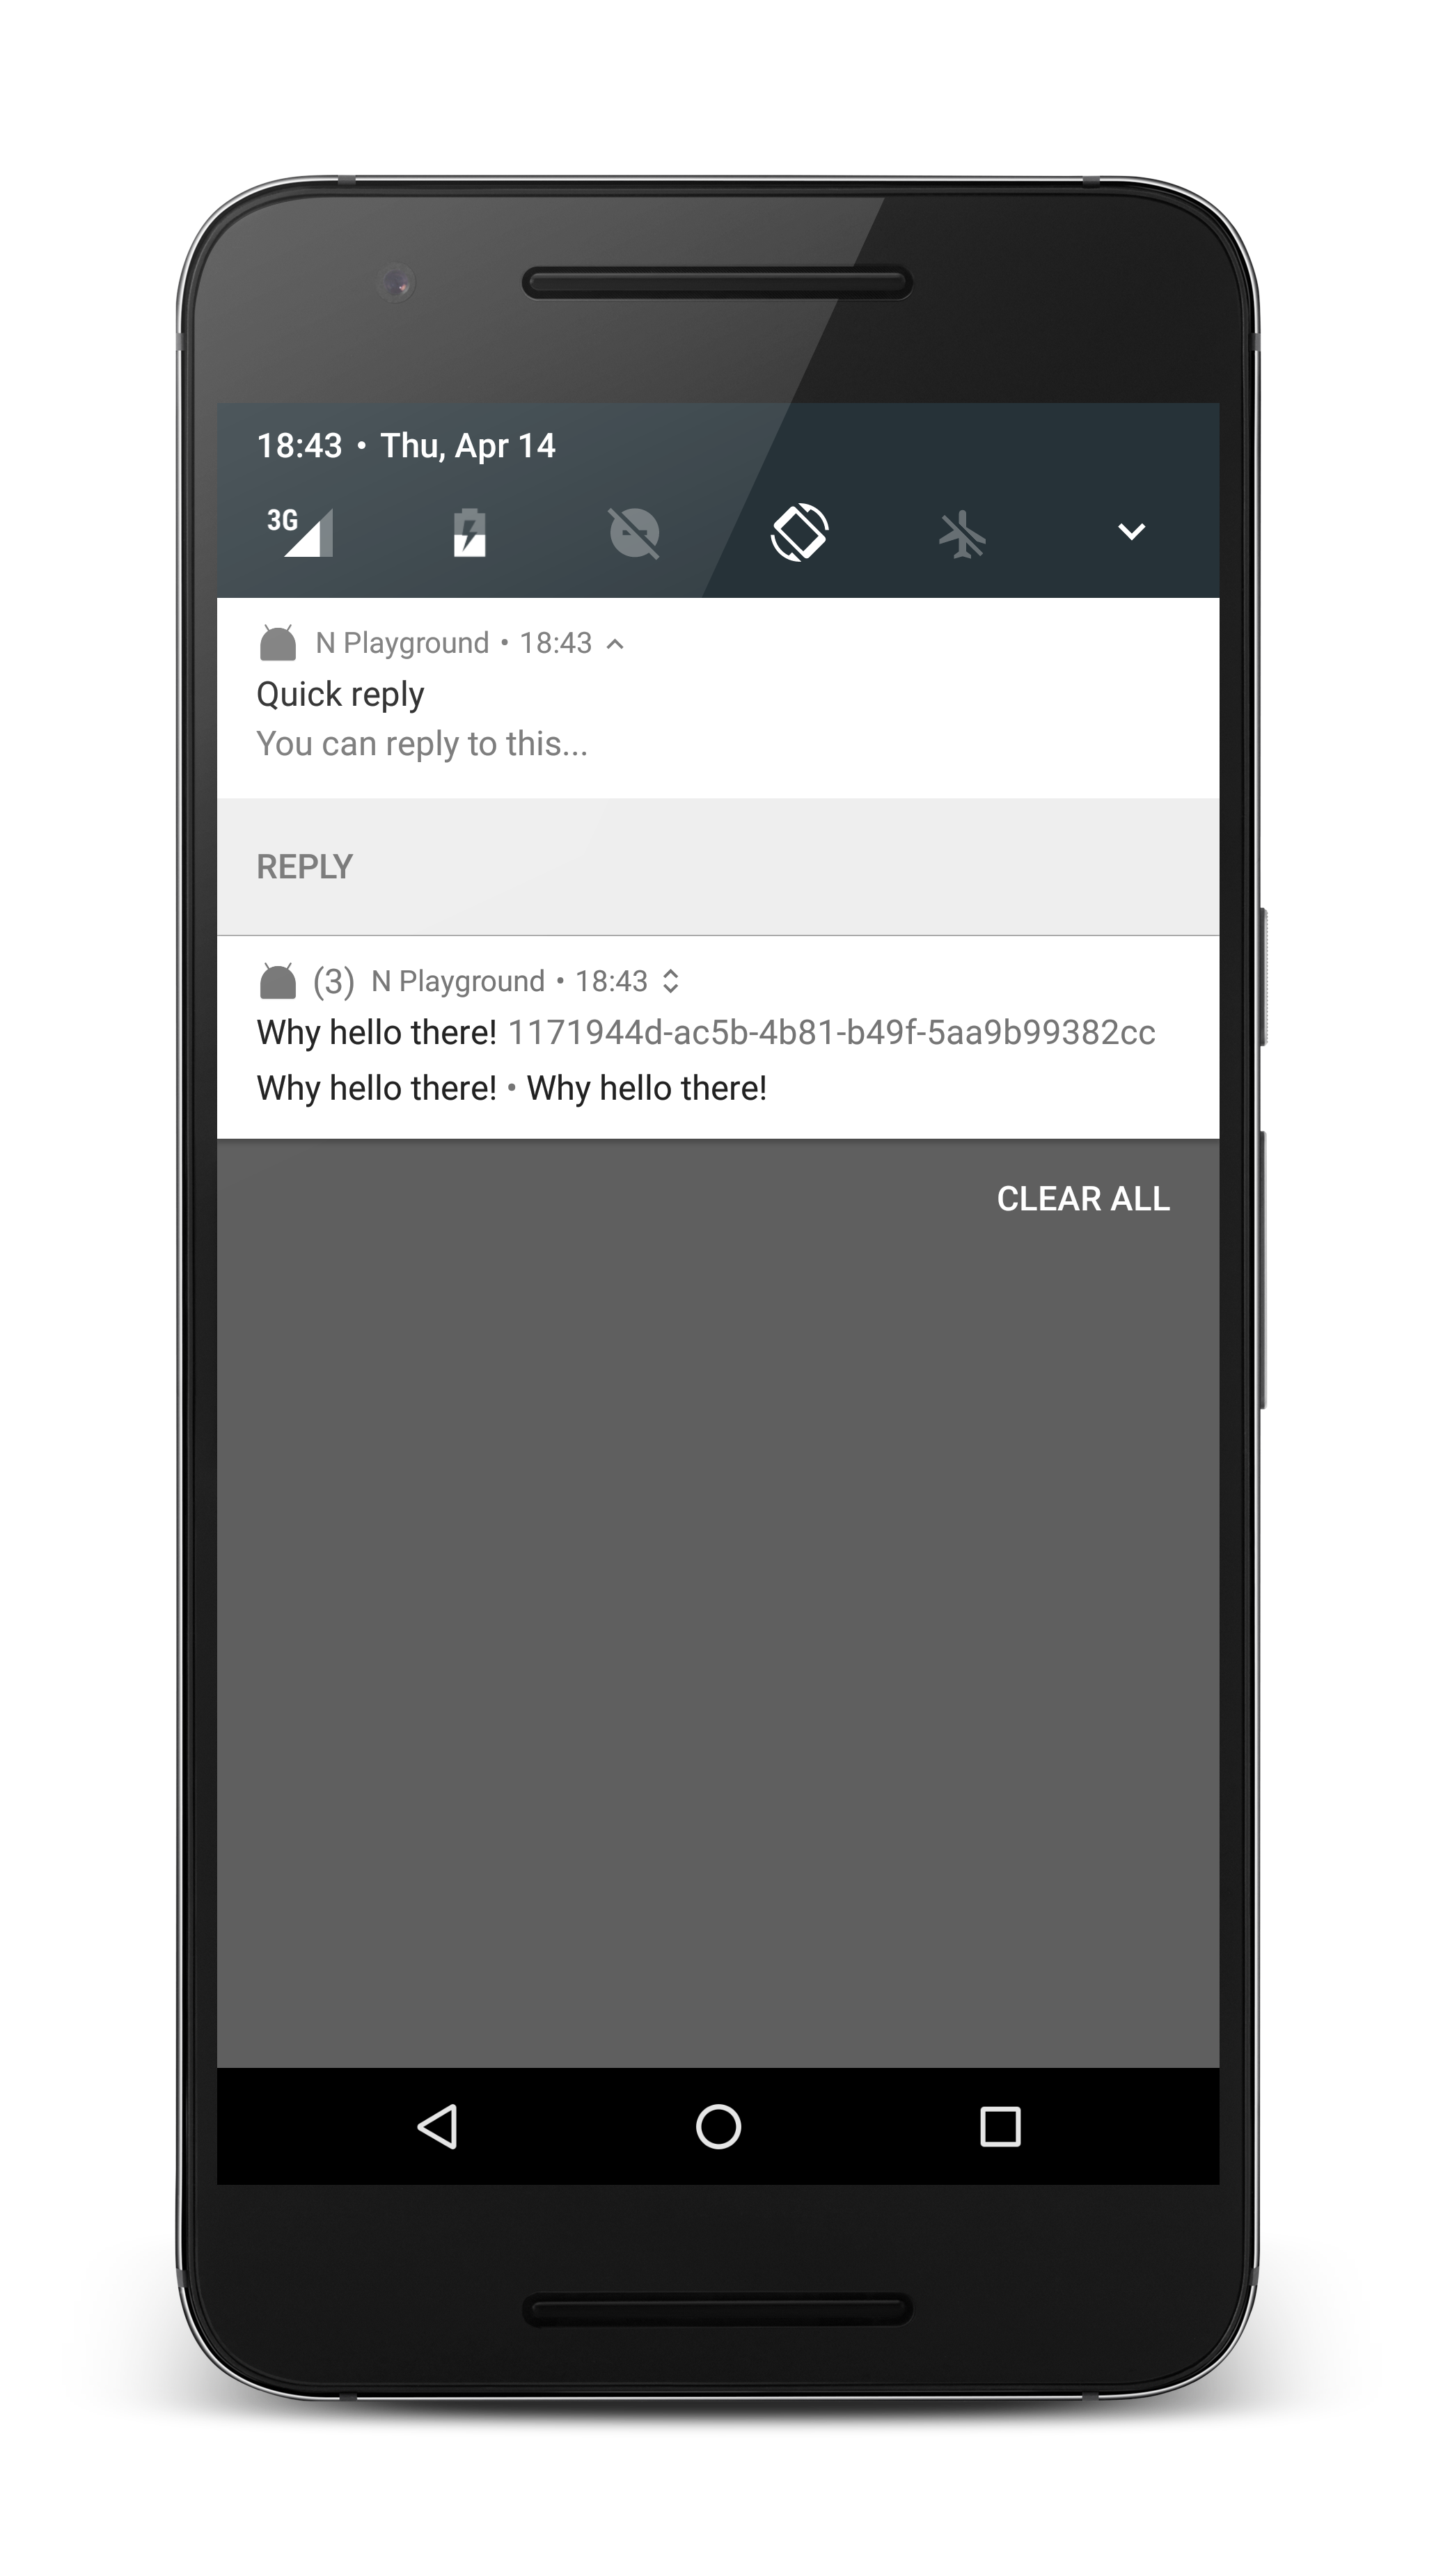 18:43 • Thu, Apr 14
3G
N Playground • 18:43
Quick reply
You can reply to this...
REPLY
(3) N Playground • 18:43
Why hello there! 1171944d-ac5b-4b81-b49f-5aa9b99382cc
Why hello there! • Why hello there!
CLEAR ALL